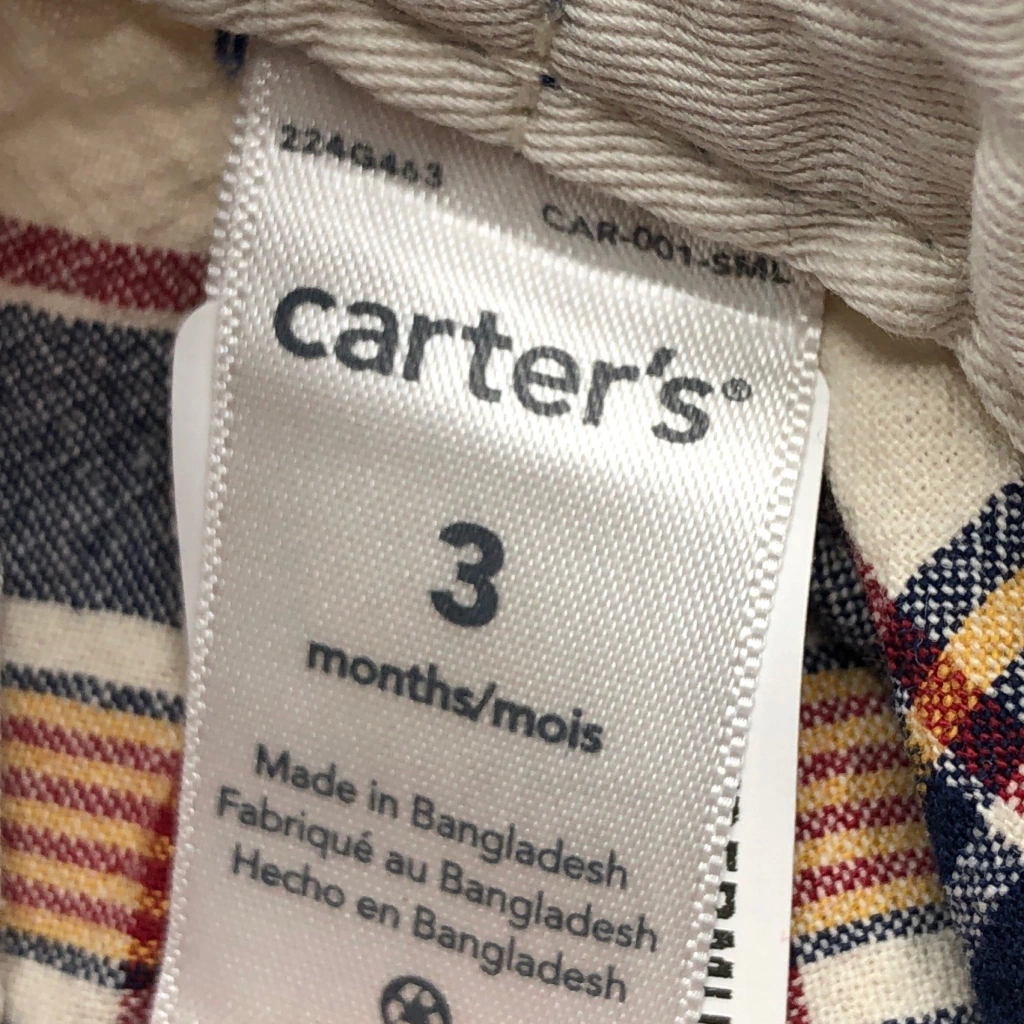 224G463
CAR-001-SML
carter's®
3
months/mois
Made in Bangladesh
Fabriqué au Bangladesh
Hecho en Bangladesh